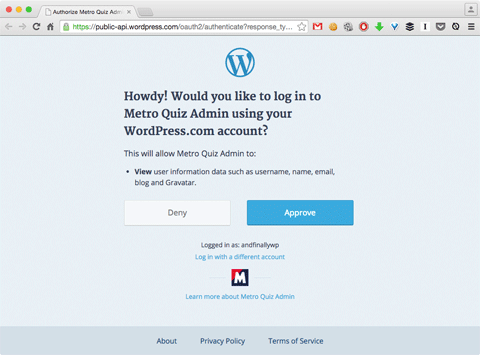 Authorize Metro Quiz Adm
https://public-api.wordpress.com/oauth2/authenticate?response_ty…
Howdy! Would you like to log in to
Metro Quiz Admin using your
WordPress.com account?
This will allow Metro Quiz Admin to:
• View user information data such as username, name, email,
blog and Gravatar.
Deny
Approve
Logged in as: andfinallywp
Log in with a different account
M
Learn more about Metro Quiz Admin
About
Privacy Policy
Terms of Service